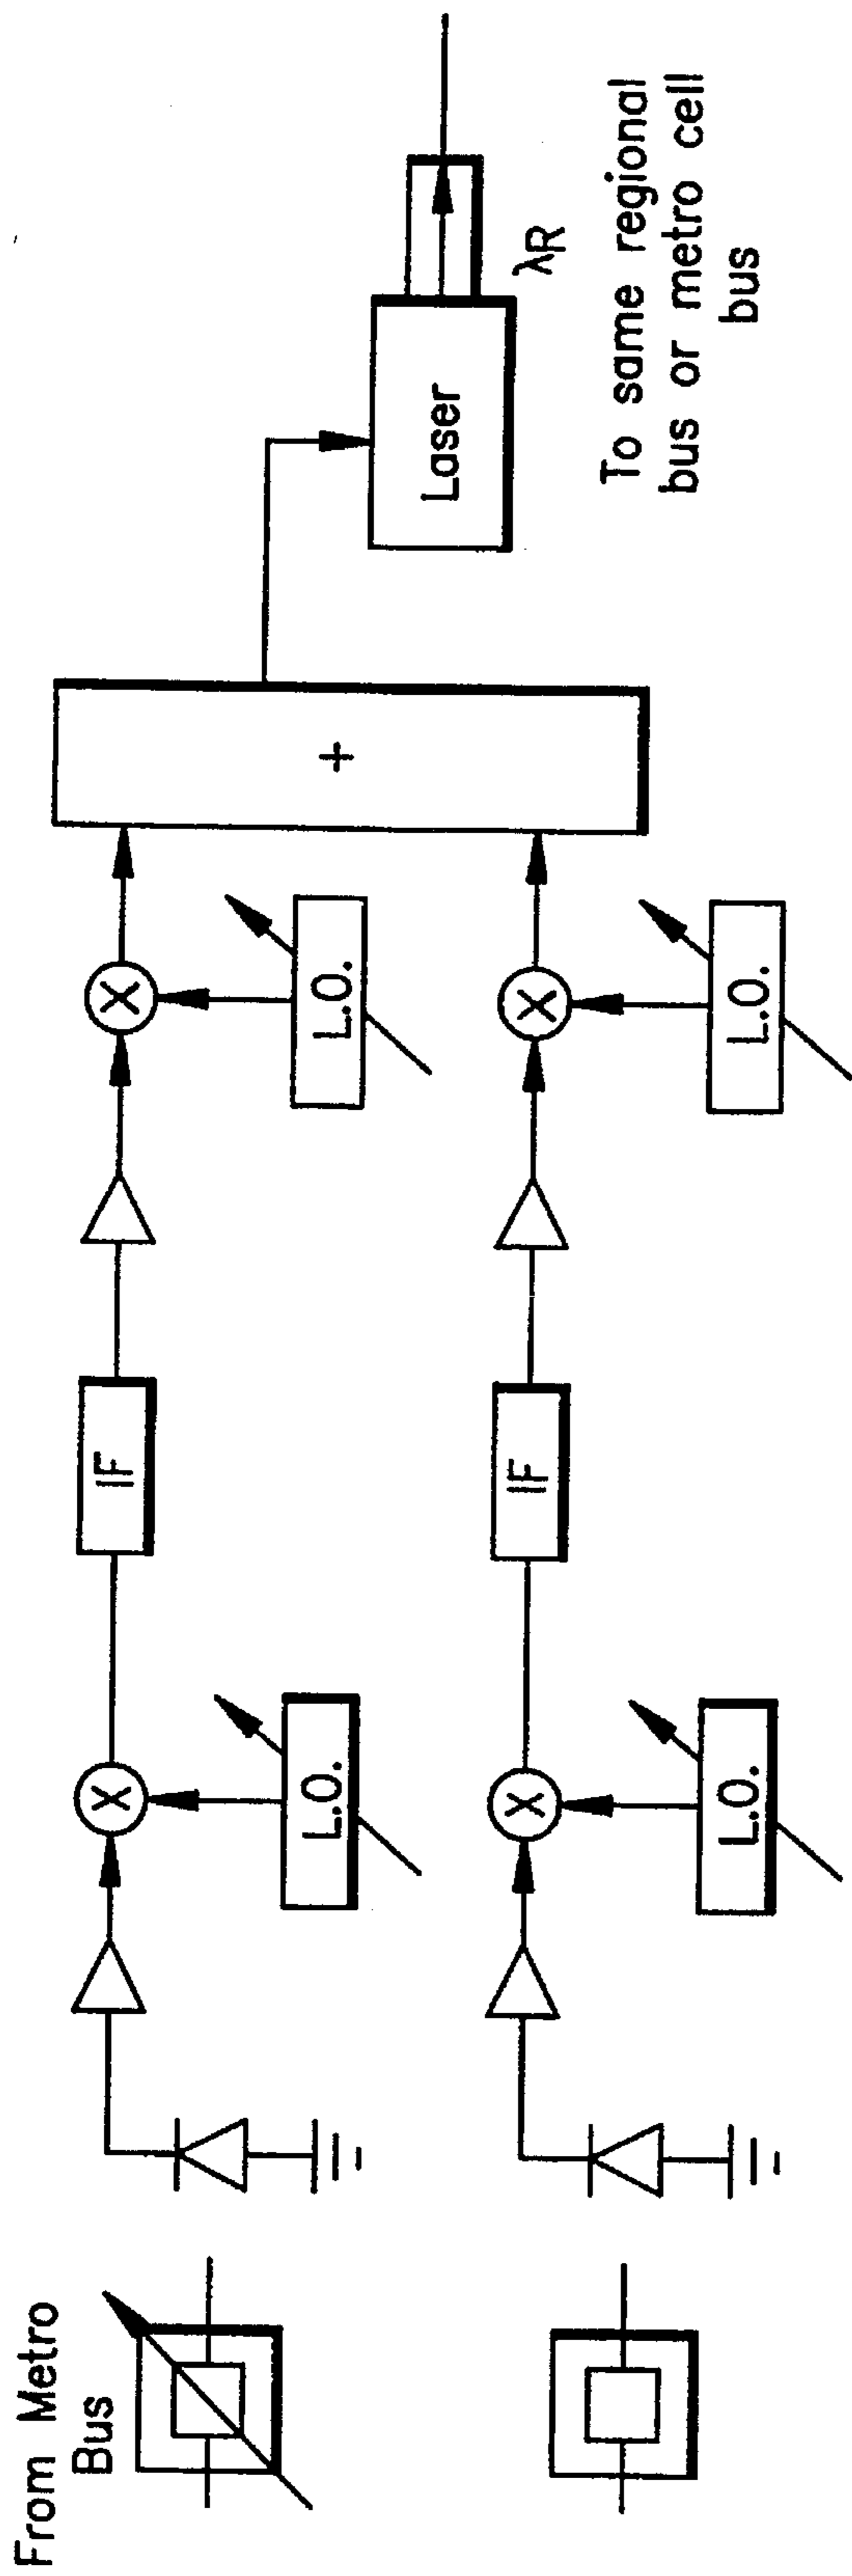 From Metro
Bus
L.O.
X
IF
L.O.
X
+
Laser
λR
To same regional
bus or metro cell
bus
X
L.O.
IF
X
L.O.